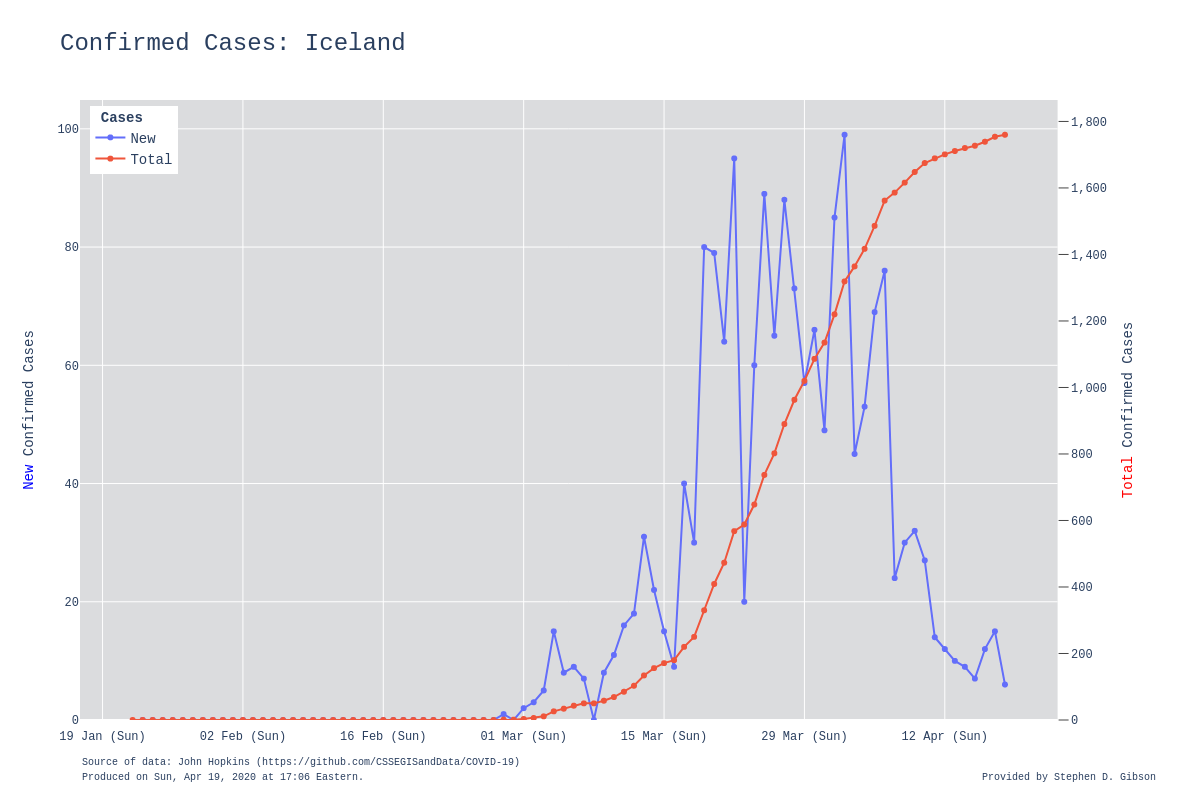 Confirmed Cases: Iceland
Cases
New
Total
100
80
60
40
20
0
1,800
1,600
1,400
1,200
1,000
800
600
400
200
0
New Confirmed Cases
Total Confirmed Cases
19 Jan (Sun) 02 Feb (Sun) 16 Feb (Sun) 01 Mar (Sun) 15 Mar (Sun) 29 Mar (Sun) 12 Apr (Sun)
Source of data: John Hopkins (https://github.com/CSSEGISandData/COVID-19)
Produced on Sun, Apr 19, 2020 at 17:06 Eastern.
Provided by Stephen D. Gibson